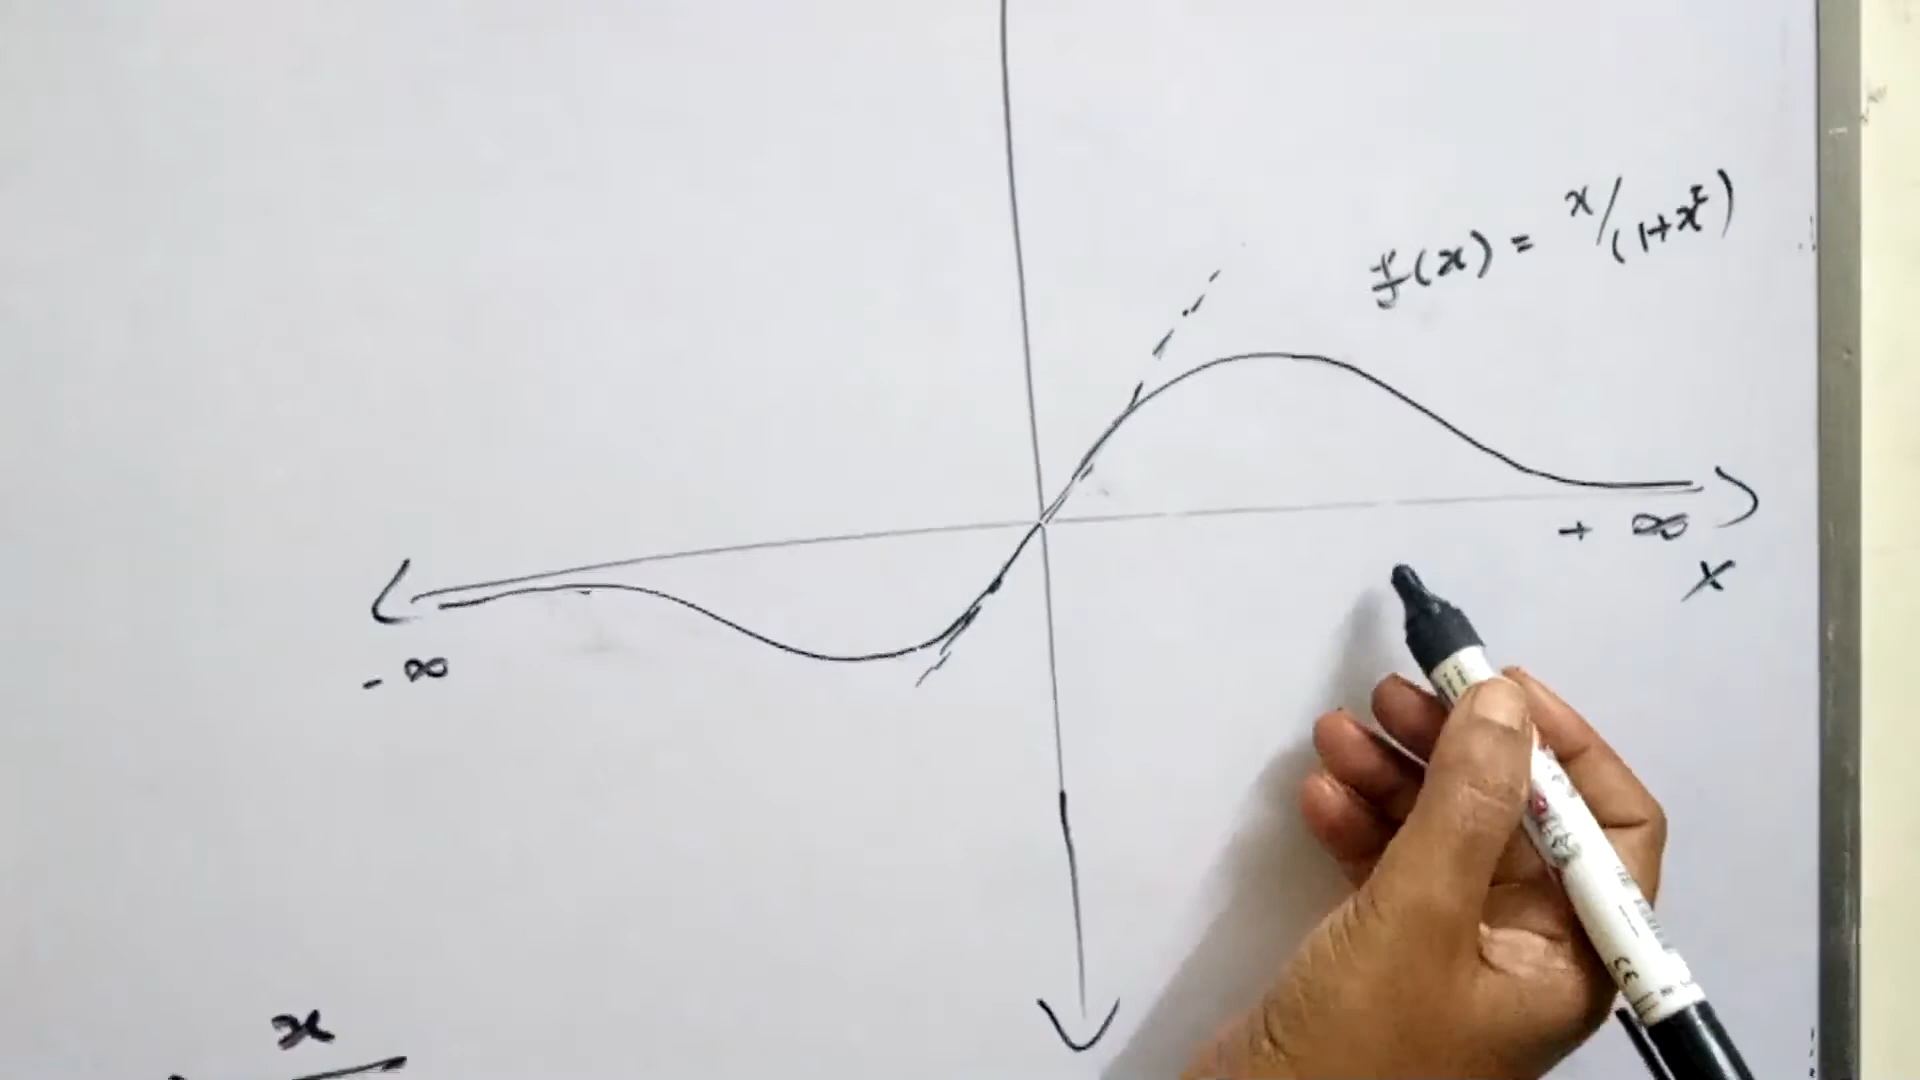 f(x) = x/(1+x²)
+ ∞
x
- ∞
x